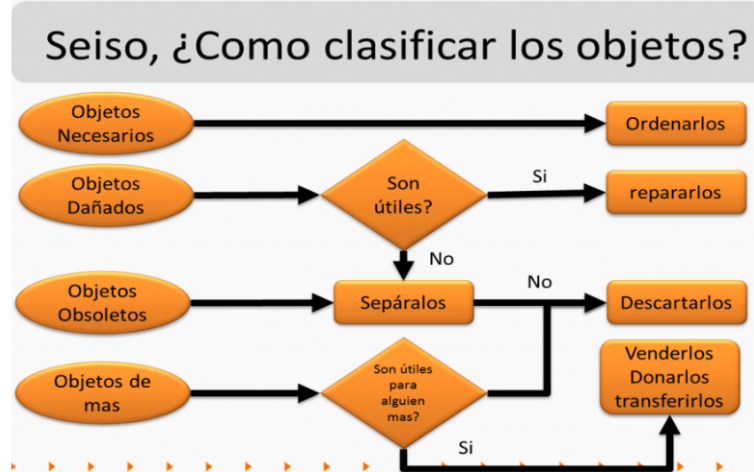 Seiso, ¿Como clasificar los objetos?
Objetos
Necesarios
Ordenarlos
Objetos
Dañados
Son
útiles?
Si
repararlos
No
Objetos
Obsoletos
Sepáralos
No
Descartarlos
Objetos de
mas
Son útiles
para
alguien
mas?
Venderlos
Donarlos
transferirlos
Si